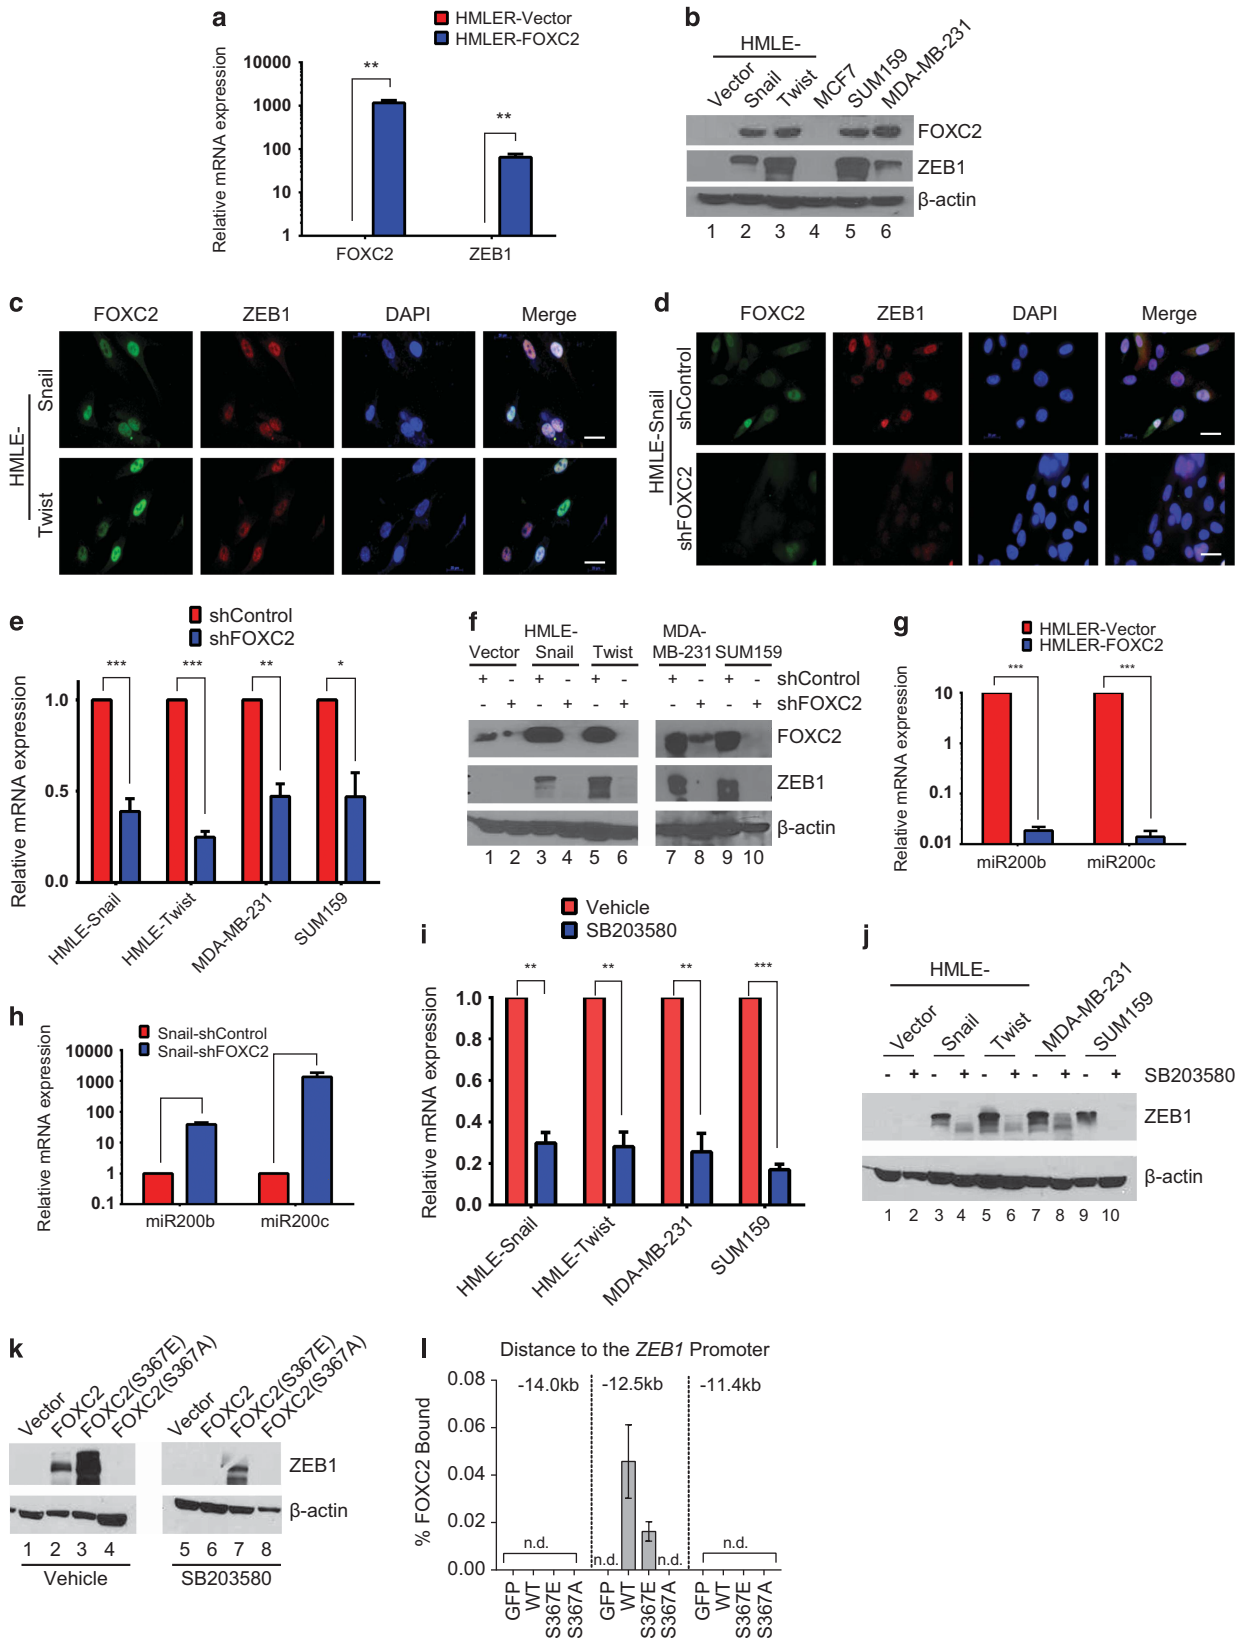 a
HMLER-Vector
HMLER-FOXC2
Relative mRNA expression
10000
1000
100
10
1
**
**
FOXC2
ZEB1
b
HMLE-
Vector
Snail
Twist
MCF7
SUM159
MDA-MB-231
FOXC2
ZEB1
β-actin
1 2 3 4 5 6
c
FOXC2 ZEB1 DAPI Merge
HMLE-
Snail
Twist
d
FOXC2 ZEB1 DAPI Merge
HMLE-Snail
shControl
shFOXC2
e
shControl
shFOXC2
Relative mRNA expression
1.0
0.5
0.0
*** *** ** *
HMLE-Snail
HMLE-Twist
MDA-MB-231
SUM159
f
HMLE-
Vector Snail Twist
MDA-
MB-231 SUM159
+ - + - + - + - + - shControl
- + - + - + - + - + shFOXC2
FOXC2
ZEB1
β-actin
1 2 3 4 5 6 7 8 9 10
g
HMLER-Vector
HMLER-FOXC2
Relative mRNA expression
10
1
0.1
0.01
*** ***
miR200b miR200c
h
Snail-shControl
Snail-shFOXC2
Relative mRNA expression
10000
1000
100
10
1
0.1
miR200b miR200c
i
Vehicle
SB203580
Relative mRNA expression
1.0
0.8
0.6
0.4
0.2
0.0
** ** ** ***
HMLE-Snail
HMLE-Twist
MDA-MB-231
SUM159
j
HMLE-
Vector
Snail
Twist
MDA-MB-231
SUM159
- + - + - + - + - + SB203580
ZEB1
β-actin
1 2 3 4 5 6 7 8 9 10
k
Vector
FOXC2
FOXC2(S367E)
FOXC2(S367A)
Vector
FOXC2
FOXC2(S367E)
FOXC2(S367A)
ZEB1
β-actin
1 2 3 4 5 6 7 8
Vehicle SB203580
l
Distance to the ZEB1 Promoter
% FOXC2 Bound
0.08
0.06
0.04
0.02
0.00
-14.0kb -12.5kb -11.4kb
n.d. n.d. n.d. n.d.
GFP WT S367E S367A GFP WT S367E S367A GFP WT S367E S367A